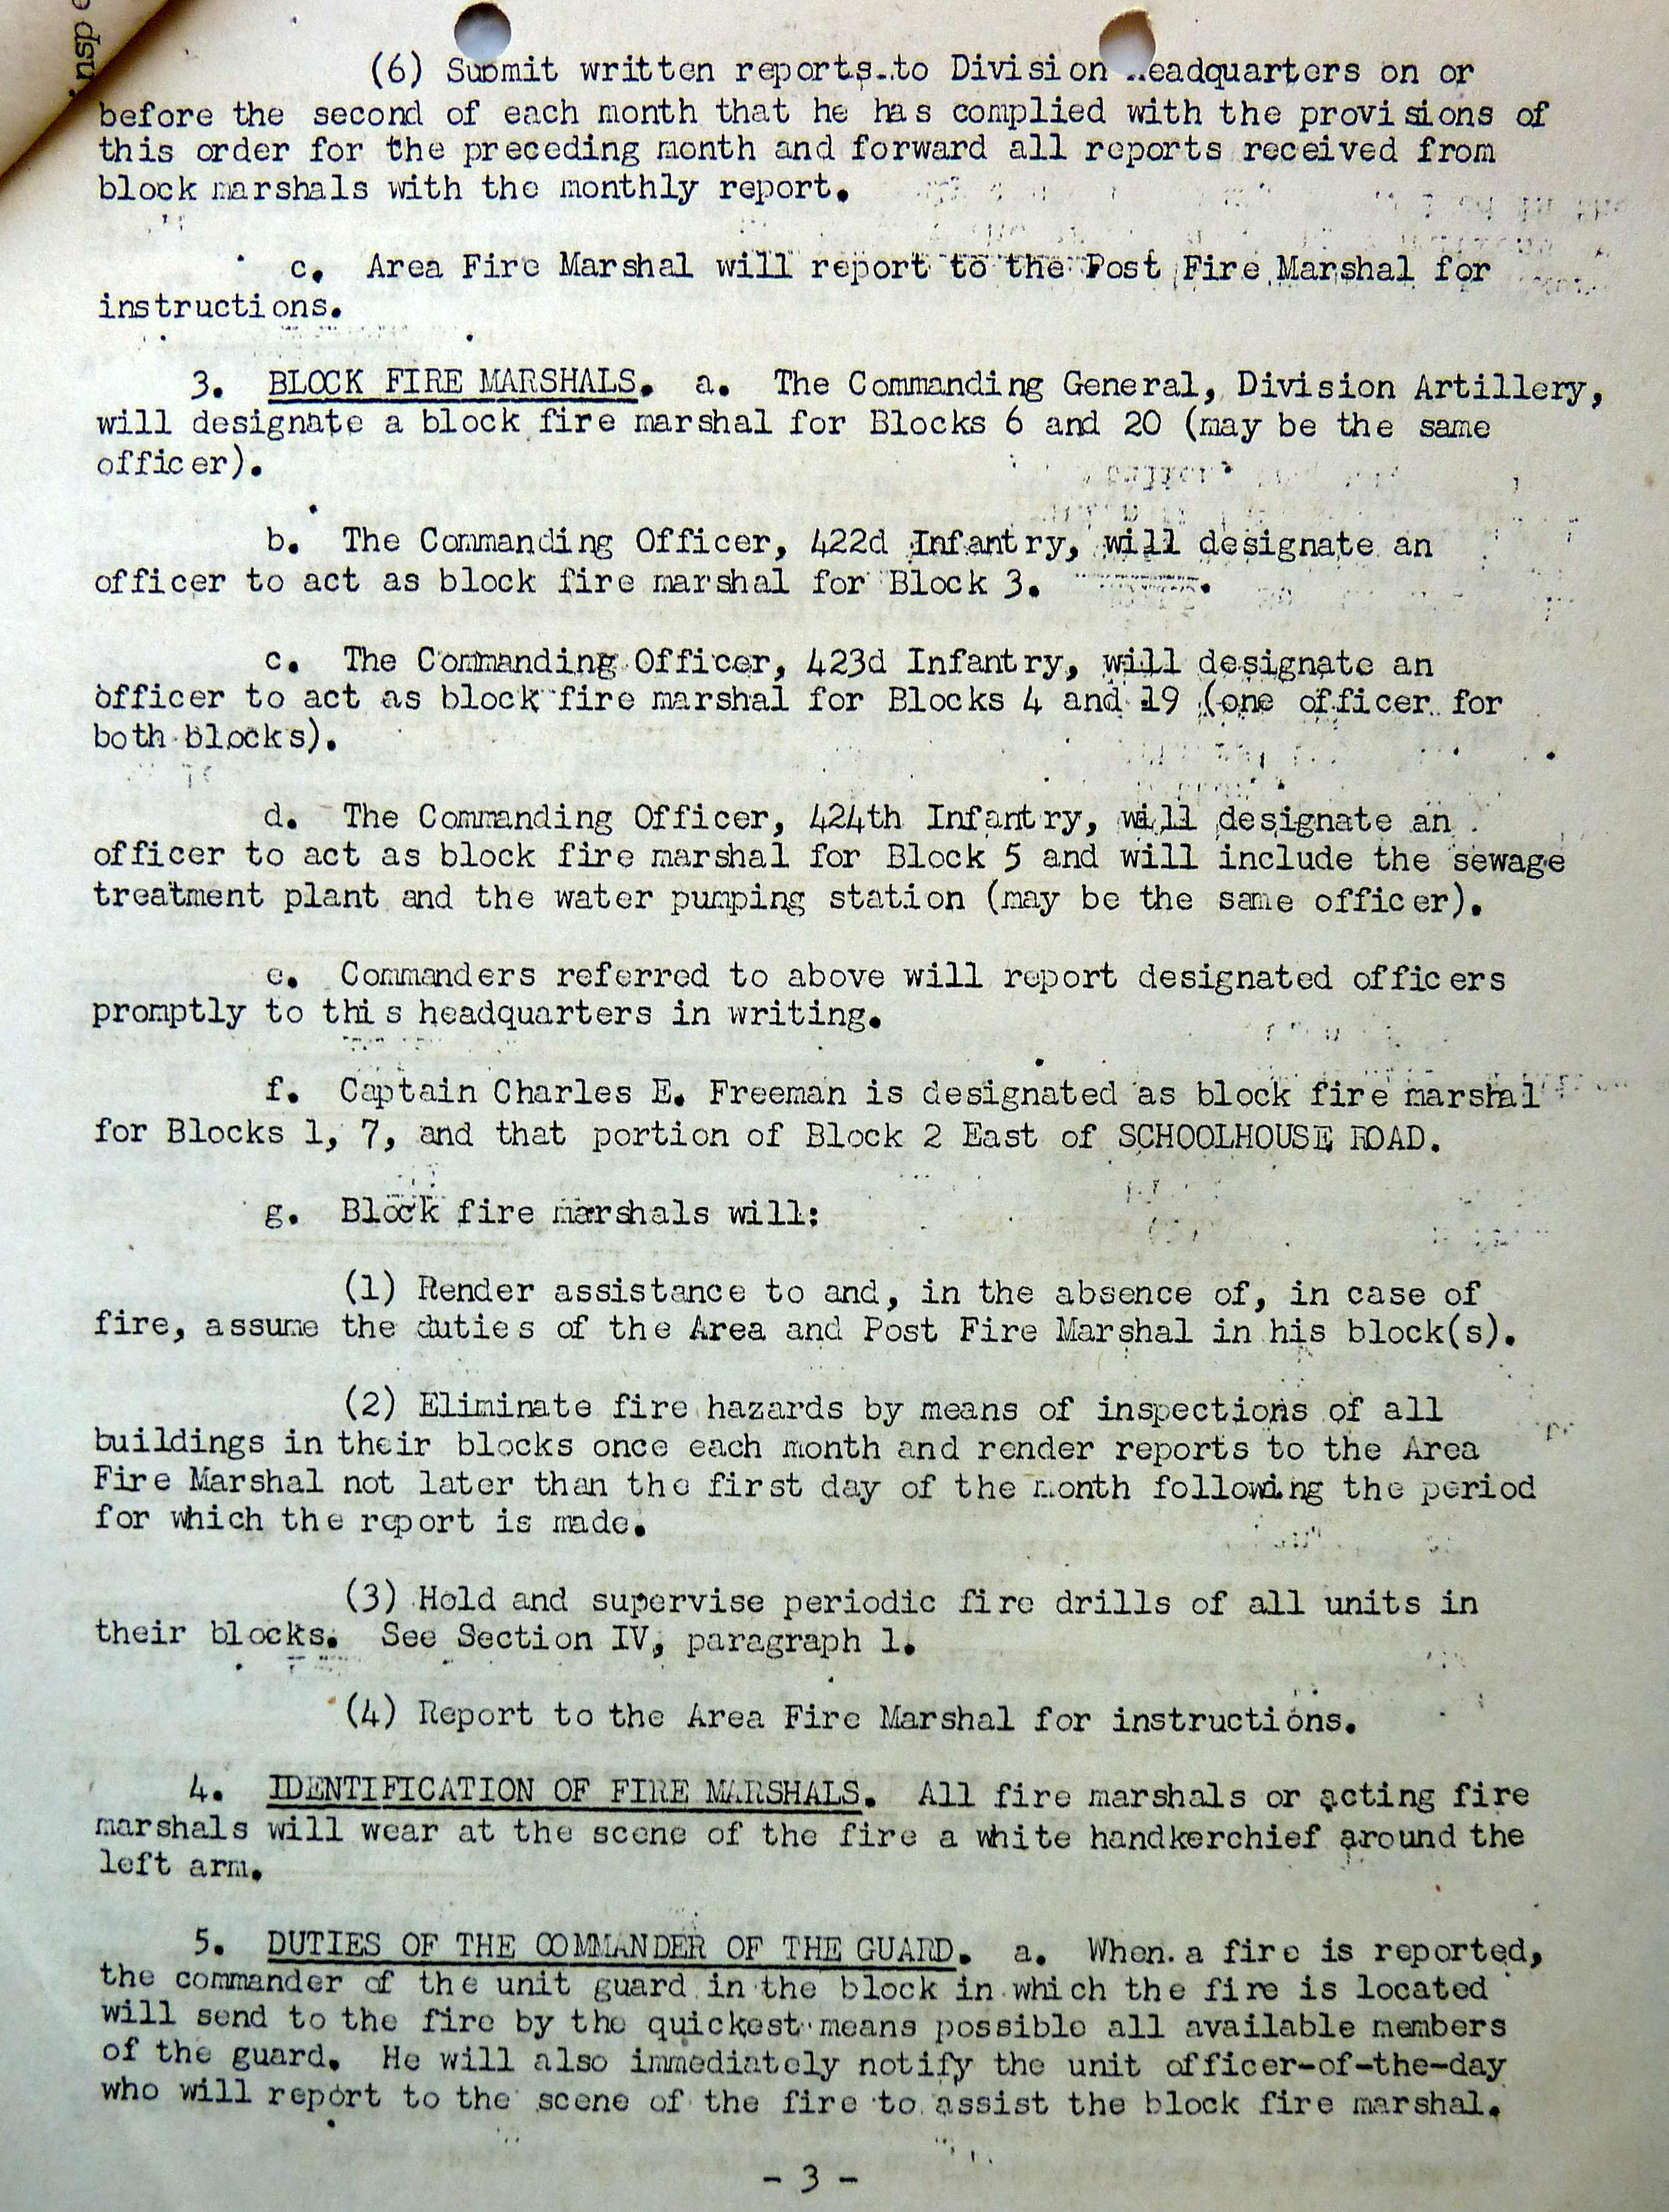 (6) Submit written reports to Division Headquarters on or
before the second of each month that he has complied with the provisions of
this order for the preceding month and forward all reports received from
block marshals with the monthly report.
c. Area Fire Marshal will report to the Post Fire Marshal for
instructions.
3. BLOCK FIRE MARSHALS. a. The Commanding General, Division Artillery,
will designate a block fire marshal for Blocks 6 and 20 (may be the same
officer).
b. The Commanding Officer, 422d Infantry, will designate an
officer to act as block fire marshal for Block 3.
c. The Commanding Officer, 423d Infantry, will designate an
officer to act as block fire marshal for Blocks 4 and 19 (one officer for
both blocks).
d. The Commanding Officer, 424th Infantry, will designate an
officer to act as block fire marshal for Block 5 and will include the sewage
treatment plant and the water pumping station (may be the same officer).
e. Commanders referred to above will report designated officers
promptly to this headquarters in writing.
f. Captain Charles E. Freeman is designated as block fire marshal
for Blocks 1, 7, and that portion of Block 2 East of SCHOOLHOUSE ROAD.
g. Block fire marshals will:
(1) Render assistance to and, in the absence of, in case of
fire, assume the duties of the Area and Post Fire Marshal in his block(s).
(2) Eliminate fire hazards by means of inspections of all
buildings in their blocks once each month and render reports to the Area
Fire Marshal not later than the first day of the month following the period
for which the report is made.
(3) Hold and supervise periodic fire drills of all units in
their blocks. See Section IV, paragraph 1.
(4) Report to the Area Fire Marshal for instructions.
4. IDENTIFICATION OF FIRE MARSHALS. All fire marshals or acting fire
marshals will wear at the scene of the fire a white handkerchief around the
left arm.
5. DUTIES OF THE COMMANDER OF THE GUARD. a. When a fire is reported,
the commander of the unit guard in the block in which the fire is located
will send to the fire by the quickest means possible all available members
of the guard. He will also immediately notify the unit officer-of-the-day
who will report to the scene of the fire to assist the block fire marshal.
- 3 -